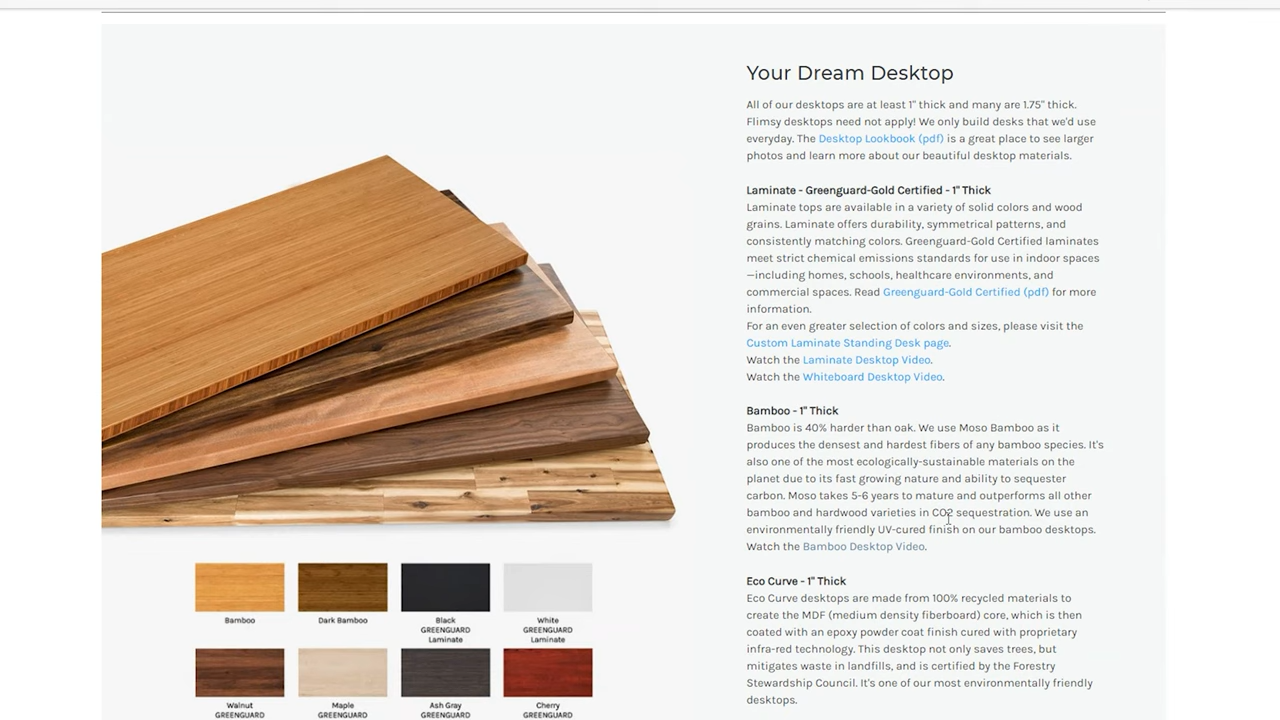 Your Dream Desktop
All of our desktops are at least 1" thick and many are 1.75" thick.
Flimsy desktops need not apply! We only build desks that we'd use
everyday. The Desktop Lookbook (pdf) is a great place to see larger
photos and learn more about our beautiful desktop materials.
Laminate - Greenguard-Gold Certified - 1" Thick
Laminate tops are available in a variety of solid colors and wood
grains. Laminate offers durability, symmetrical patterns, and
consistently matching colors. Greenguard-Gold Certified laminates
meet strict chemical emissions standards for use in indoor spaces
—including homes, schools, healthcare environments, and
commercial spaces. Read Greenguard-Gold Certified (pdf) for more
information.
For an even greater selection of colors and sizes, please visit the
Custom Laminate Standing Desk page.
Watch the Laminate Desktop Video.
Watch the Whiteboard Desktop Video.
Bamboo - 1" Thick
Bamboo is 40% harder than oak. We use Moso Bamboo as it
produces the densest and hardest fibers of any bamboo species. It's
also one of the most ecologically-sustainable materials on the
planet due to its fast growing nature and ability to sequester
carbon. Moso takes 5-6 years to mature and outperforms all other
bamboo and hardwood varieties in CO2 sequestration. We use an
environmentally friendly UV-cured finish on our bamboo desktops.
Watch the Bamboo Desktop Video.
Eco Curve - 1" Thick
Eco Curve desktops are made from 100% recycled materials to
create the MDF (medium density fiberboard) core, which is then
coated with an epoxy powder coat finish cured with proprietary
infra-red technology. This desktop not only saves trees, but
mitigates waste in landfills, and is certified by the Forestry
Stewardship Council. It's one of our most environmentally friendly
desktops.
Bamboo
Dark Bamboo
Black
GREENGUARD
Laminate
White
GREENGUARD
Laminate
Walnut
GREENGUARD
Maple
GREENGUARD
Ash Gray
GREENGUARD
Cherry
GREENGUARD